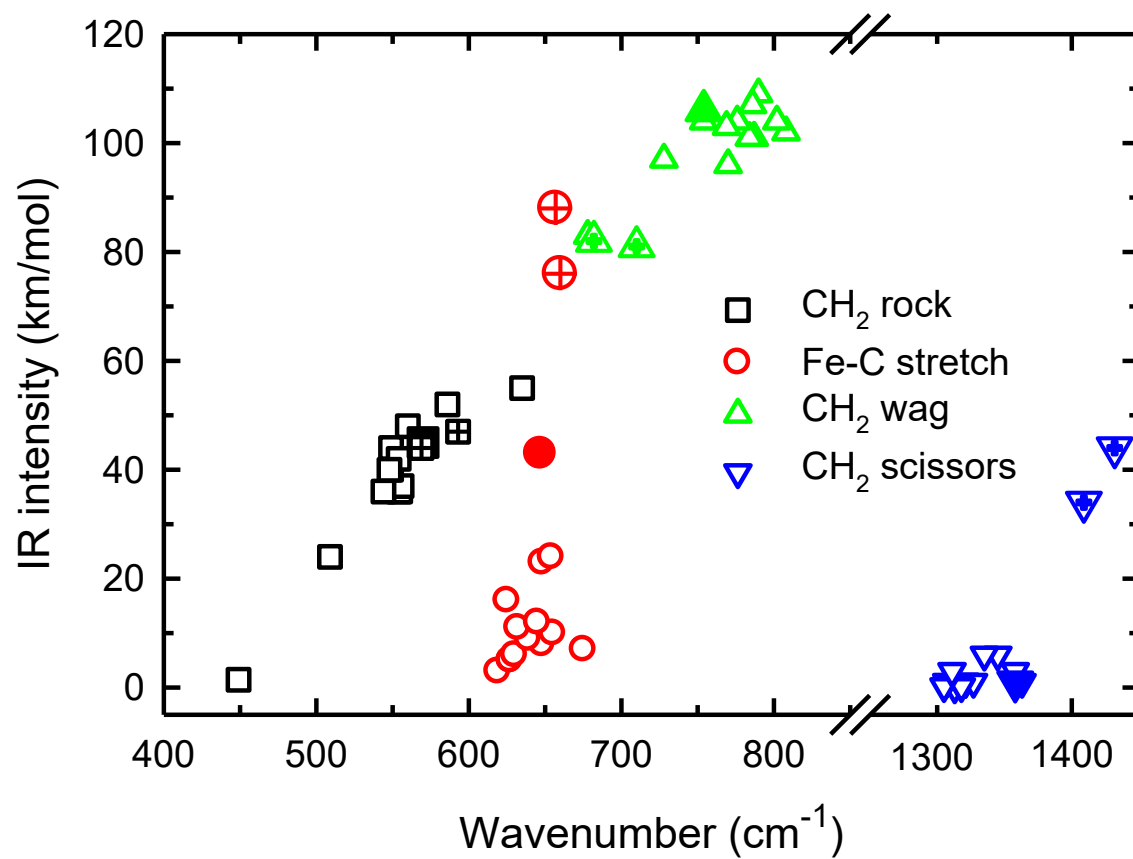 120
100
80
60
40
20
0
IR intensity (km/mol)
CH2 rock
Fe-C stretch
CH2 wag
CH2 scissors
400 500 600 700 800 1300 1400
Wavenumber (cm-1)